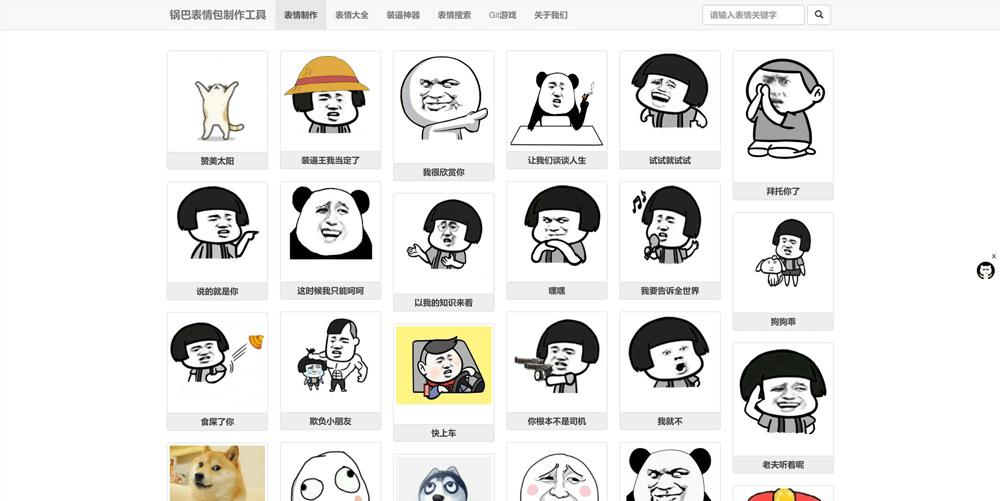 锅巴表情包制作工具
表情制作
表情大全
装逼神器
表情搜索
Git游戏
关于我们
请输入表情关键字
赞美太阳
装逼王我当定了
我很欣赏你
让我们谈谈人生
试试就试试
拜托你了
说的就是你
这时候我只能呵呵
以我的知识来看
嘿嘿
我要告诉全世界
狗狗乖
食屎了你
欺负小朋友
快上车
你根本不是司机
我就不
老夫听着呢
x